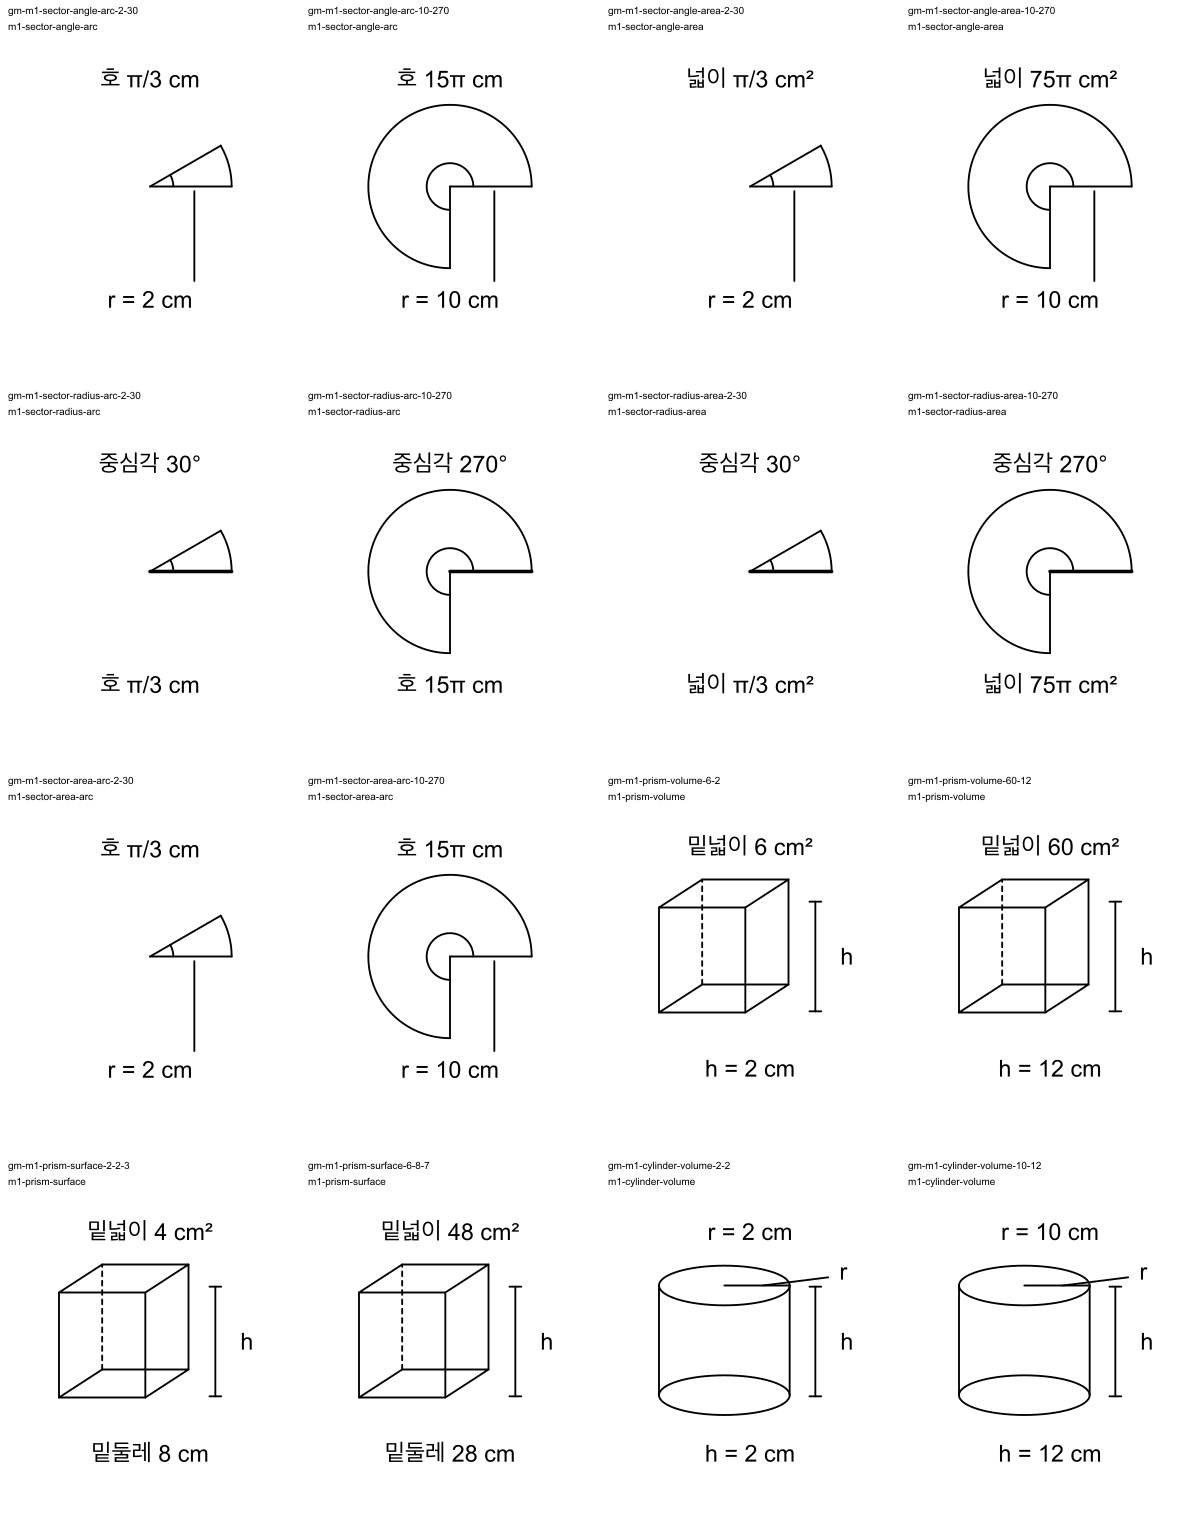 gm-m1-sector-angle-arc-2-30
m1-sector-angle-arc
호 π/3 cm
r = 2 cm
gm-m1-sector-angle-arc-10-270
m1-sector-angle-arc
호 15π cm
r = 10 cm
gm-m1-sector-angle-area-2-30
m1-sector-angle-area
넓이 π/3 cm²
r = 2 cm
gm-m1-sector-angle-area-10-270
m1-sector-angle-area
넓이 75π cm²
r = 10 cm
gm-m1-sector-radius-arc-2-30
m1-sector-radius-arc
중심각 30°
호 π/3 cm
gm-m1-sector-radius-arc-10-270
m1-sector-radius-arc
중심각 270°
호 15π cm
gm-m1-sector-radius-area-2-30
m1-sector-radius-area
중심각 30°
넓이 π/3 cm²
gm-m1-sector-radius-area-10-270
m1-sector-radius-area
중심각 270°
넓이 75π cm²
gm-m1-sector-area-arc-2-30
m1-sector-area-arc
호 π/3 cm
r = 2 cm
gm-m1-sector-area-arc-10-270
m1-sector-area-arc
호 15π cm
r = 10 cm
gm-m1-prism-volume-6-2
m1-prism-volume
밑넓이 6 cm²
h
h = 2 cm
gm-m1-prism-volume-60-12
m1-prism-volume
밑넓이 60 cm²
h
h = 12 cm
gm-m1-prism-surface-2-2-3
m1-prism-surface
밑넓이 4 cm²
h
밑둘레 8 cm
gm-m1-prism-surface-6-8-7
m1-prism-surface
밑넓이 48 cm²
h
밑둘레 28 cm
gm-m1-cylinder-volume-2-2
m1-cylinder-volume
r = 2 cm
r
h
h = 2 cm
gm-m1-cylinder-volume-10-12
m1-cylinder-volume
r = 10 cm
r
h
h = 12 cm